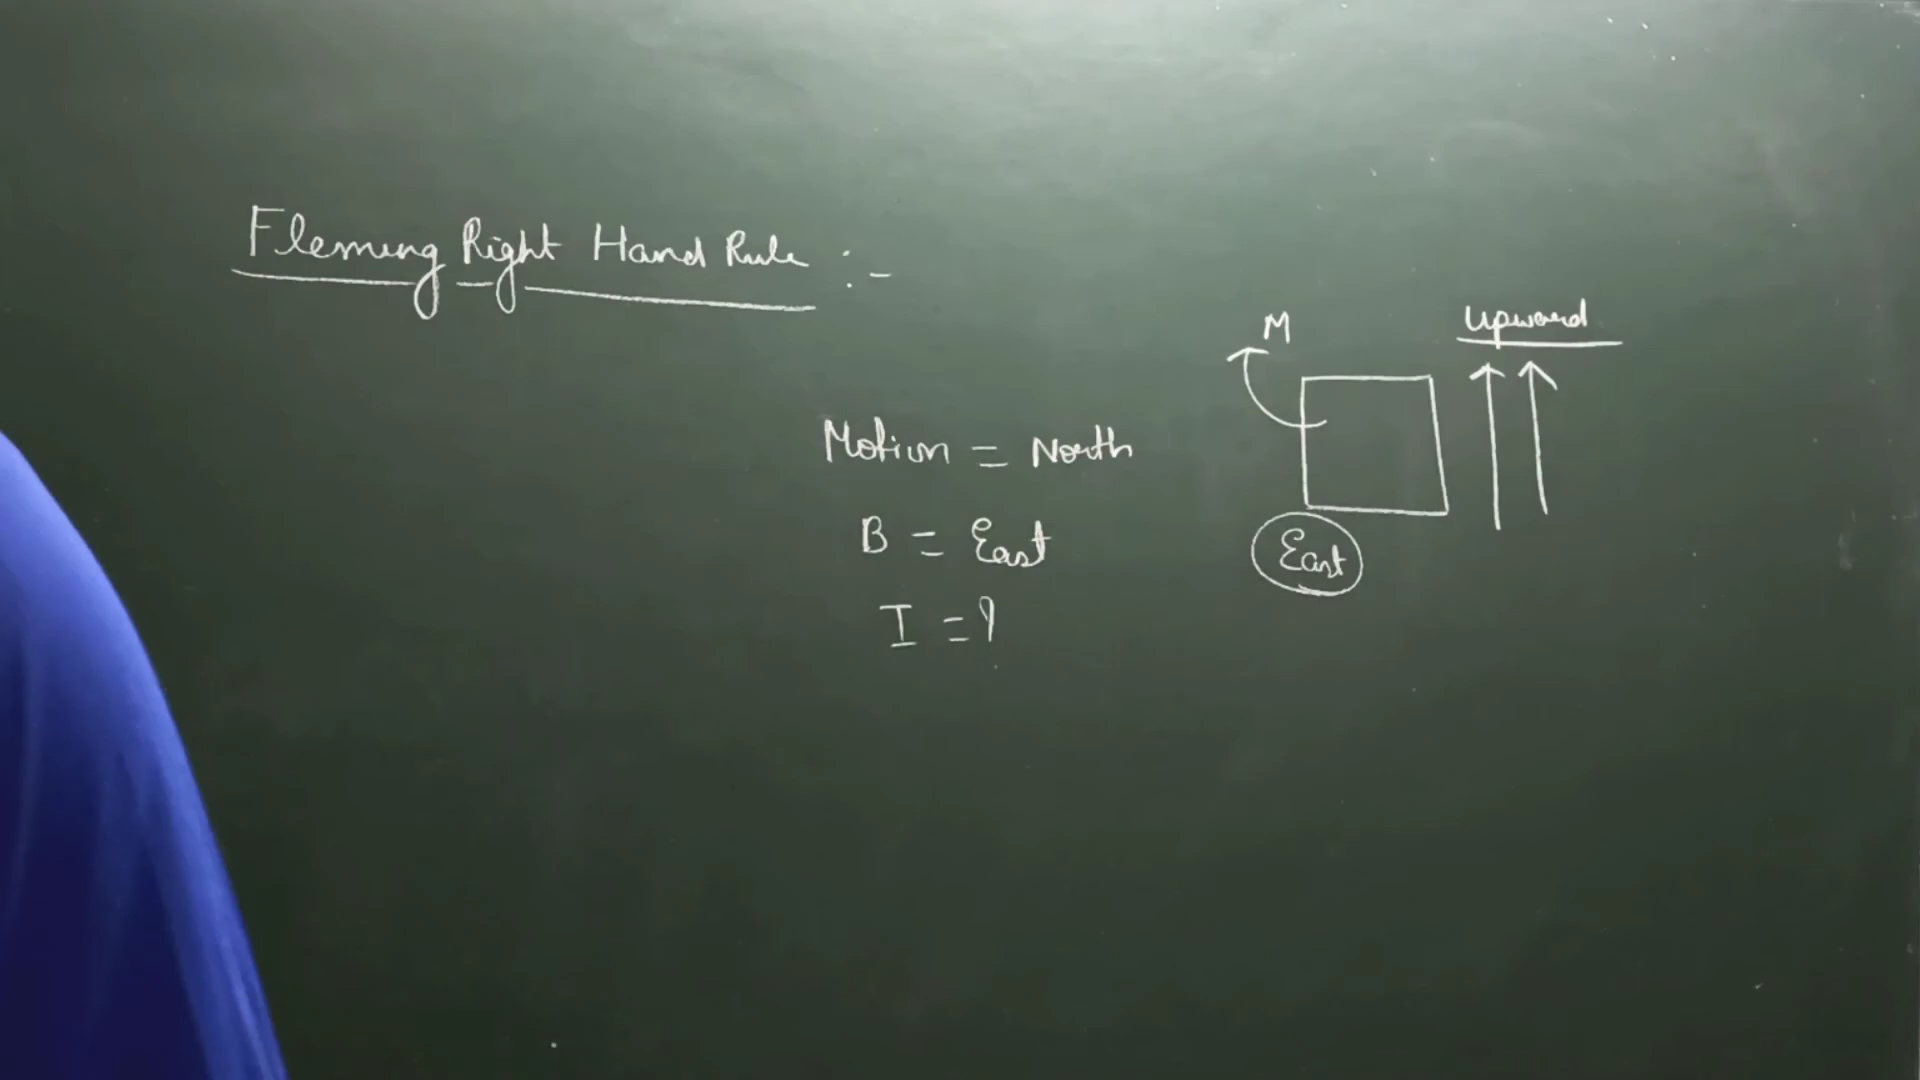 Fleming Right Hand Rule :-
M
upward
Motion = North
B = East
East
I = ?